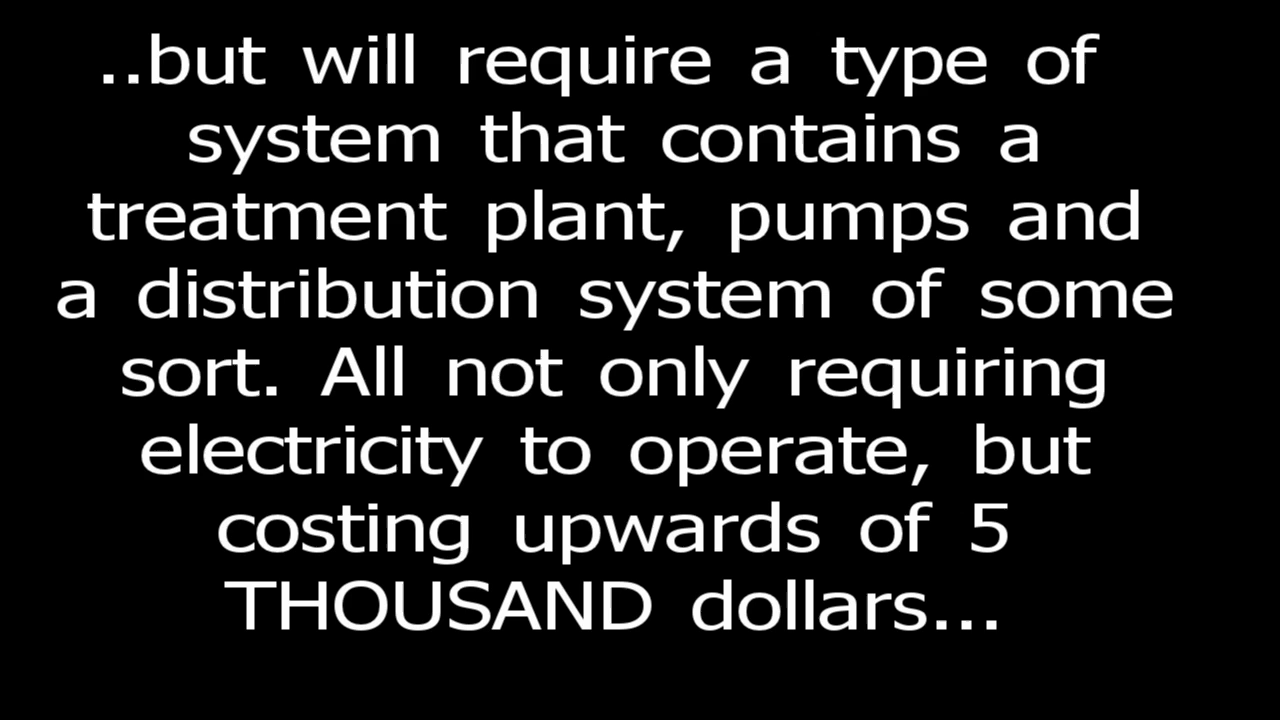 ..but will require a type of
system that contains a
treatment plant, pumps and
a distribution system of some
sort. All not only requiring
electricity to operate, but
costing upwards of 5
THOUSAND dollars...